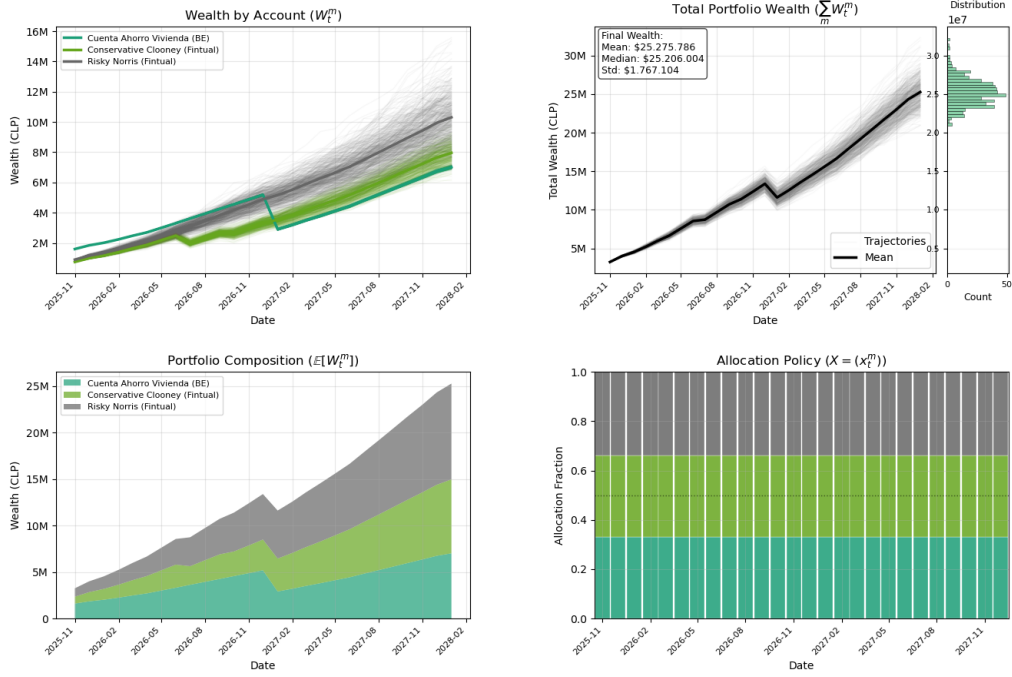 Wealth by Account (W_t^m)
Cuenta Ahorro Vivienda (BE)
Conservative Clooney (Fintual)
Risky Norris (Fintual)
Wealth (CLP)
16M
14M
12M
10M
8M
6M
4M
2M
2025-11
2026-02
2026-05
2026-08
2026-11
2027-02
2027-05
2027-08
2027-11
2028-02
Date
Total Portfolio Wealth (∑_m W_t^m)
Final Wealth:
Mean: $25.275.786
Median: $25.206.004
Std: $1.767.104
Total Wealth (CLP)
30M
25M
20M
15M
10M
5M
Trajectories
Mean
2025-11
2026-02
2026-05
2026-08
2026-11
2027-02
2027-05
2027-08
2027-11
2028-02
Date
Distribution
1e7
3.0
2.5
2.0
1.5
1.0
0.5
0
50
Count
Portfolio Composition (𝔼[W_t^m])
Cuenta Ahorro Vivienda (BE)
Conservative Clooney (Fintual)
Risky Norris (Fintual)
Wealth (CLP)
25M
20M
15M
10M
5M
0
2025-11
2026-02
2026-05
2026-08
2026-11
2027-02
2027-05
2027-08
2027-11
2028-02
Date
Allocation Policy (X = (x_t^m))
Allocation Fraction
1.0
0.8
0.6
0.4
0.2
0.0
2025-11
2026-02
2026-05
2026-08
2026-11
2027-02
2027-05
2027-08
2027-11
Date